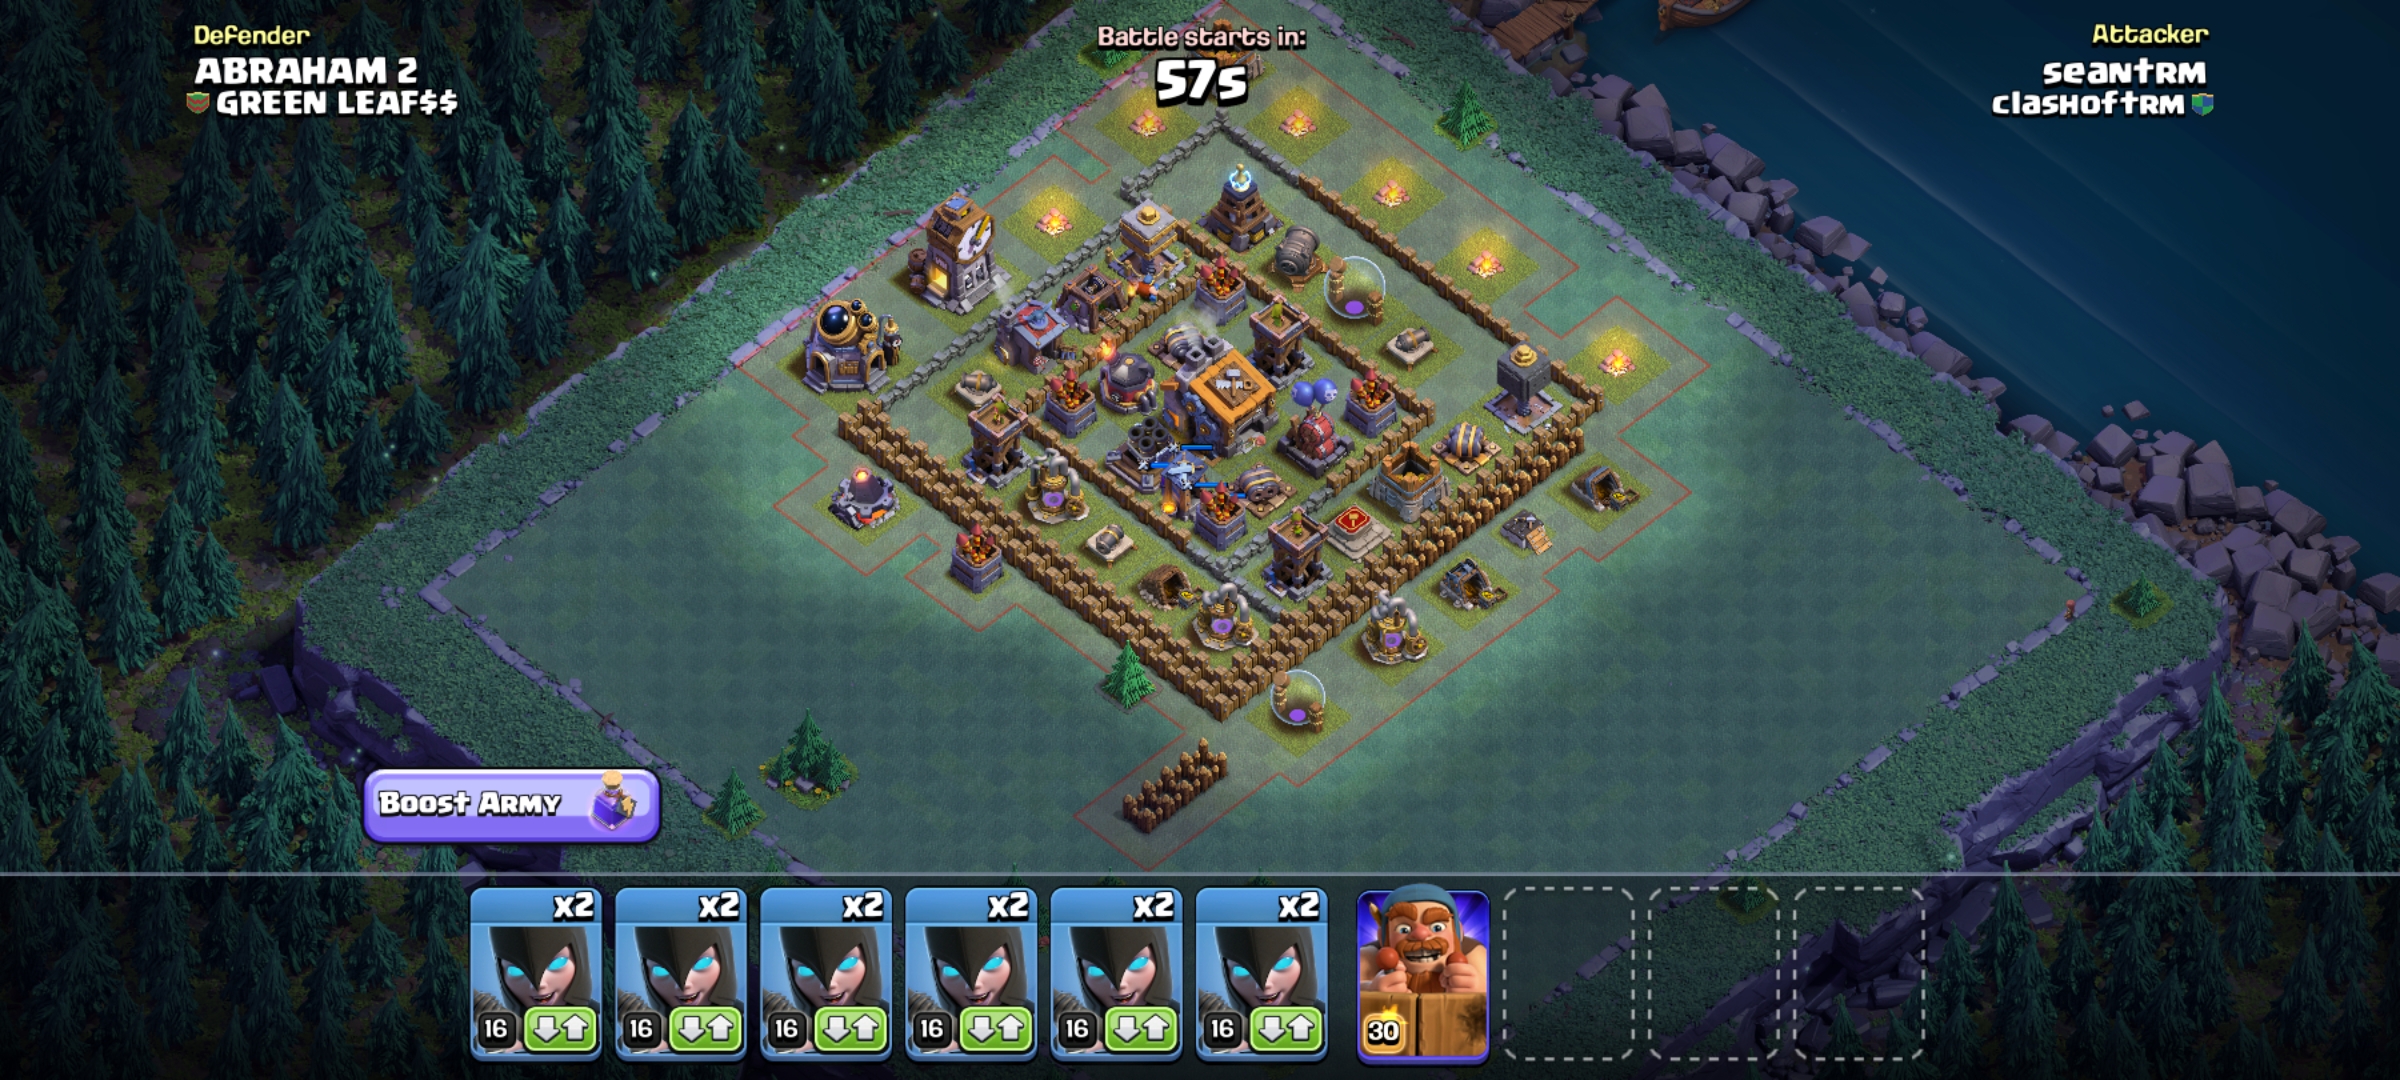 Defender
ABRAHAM 2
GREEN LEAF$$
Battle starts in:
57s
Attacker
seantRM
clashoftRM
Boost Army
x2
x2
x2
x2
x2
x2
16
16
16
16
16
16
30